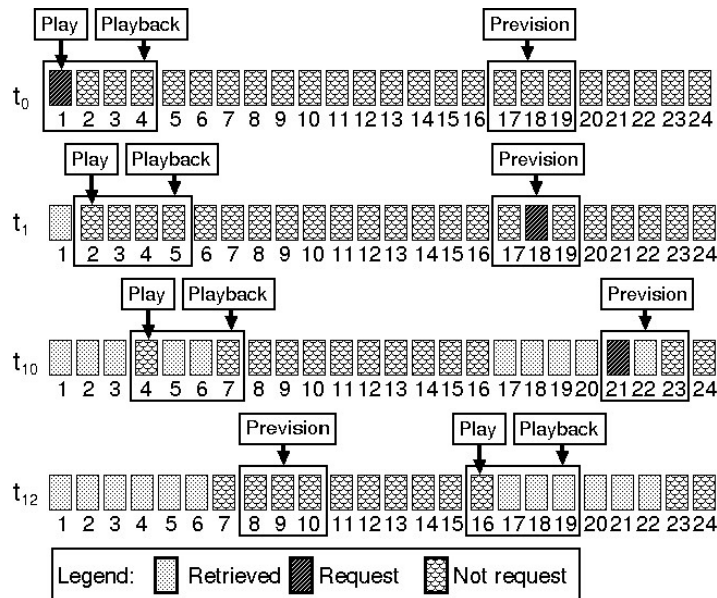 Play Playback Prevision
t0
1 2 3 4 5 6 7 8 9 10 11 12 13 14 15 16 17 18 19 20 21 22 23 24
Play Playback Prevision
t1
1 2 3 4 5 6 7 8 9 10 11 12 13 14 15 16 17 18 19 20 21 22 23 24
Play Playback Prevision
t10
1 2 3 4 5 6 7 8 9 10 11 12 13 14 15 16 17 18 19 20 21 22 23 24
Prevision Play Playback
t12
1 2 3 4 5 6 7 8 9 10 11 12 13 14 15 16 17 18 19 20 21 22 23 24
Legend: Retrieved Request Not request